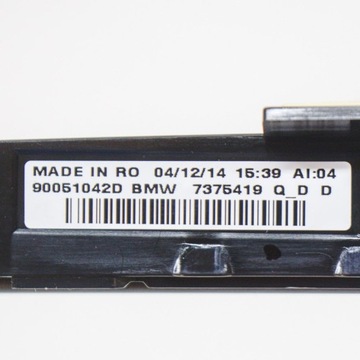 MADE IN RO 04/12/14 15:39 AI:04
90051042D BMW 7375419 Q_D D